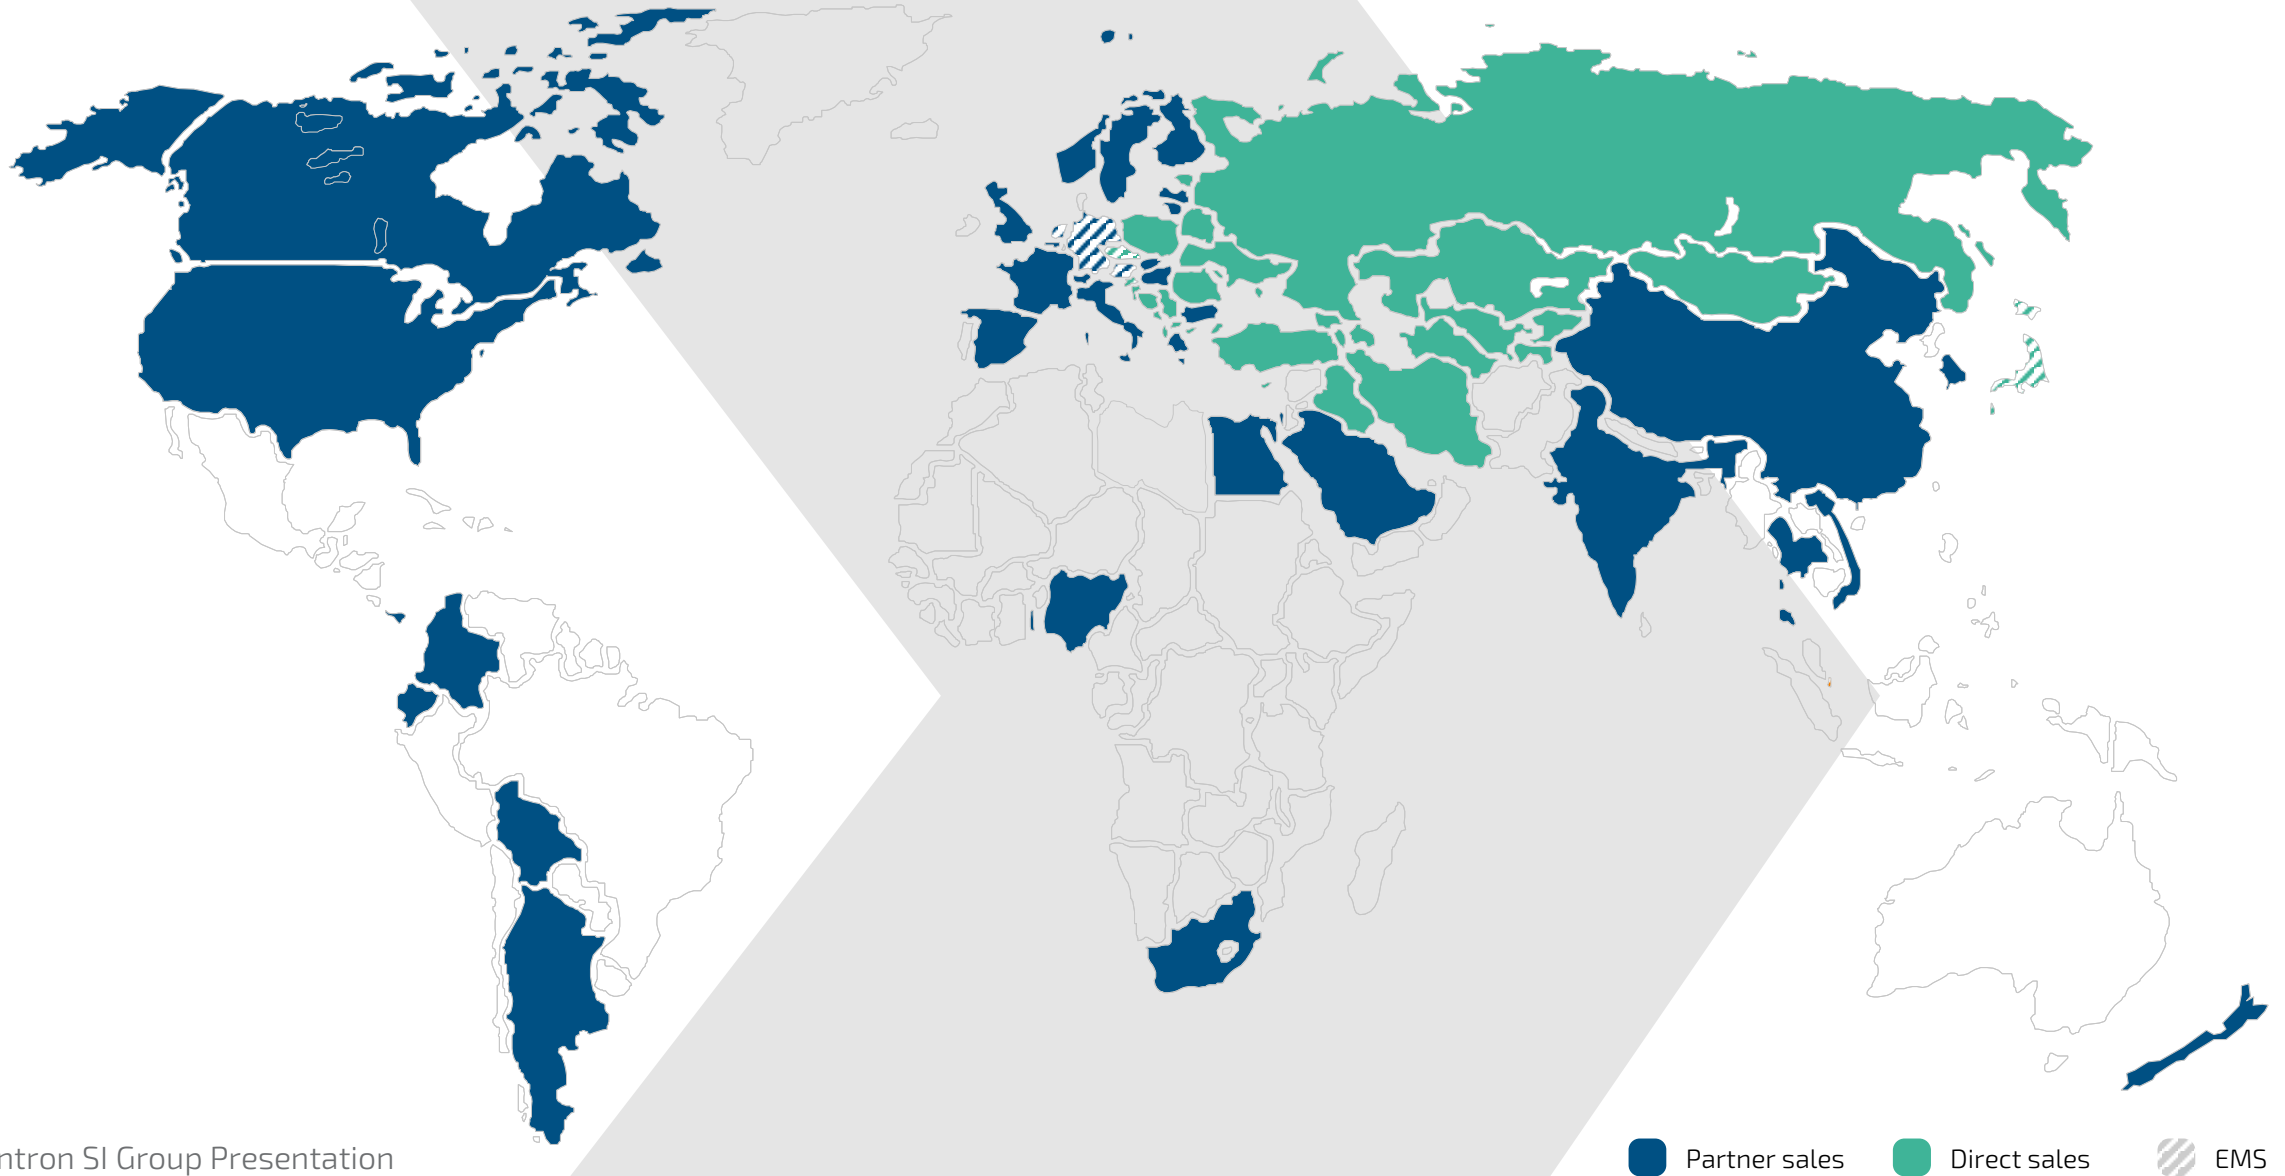 ntron SI Group Presentation
Partner sales
Direct sales
EMS